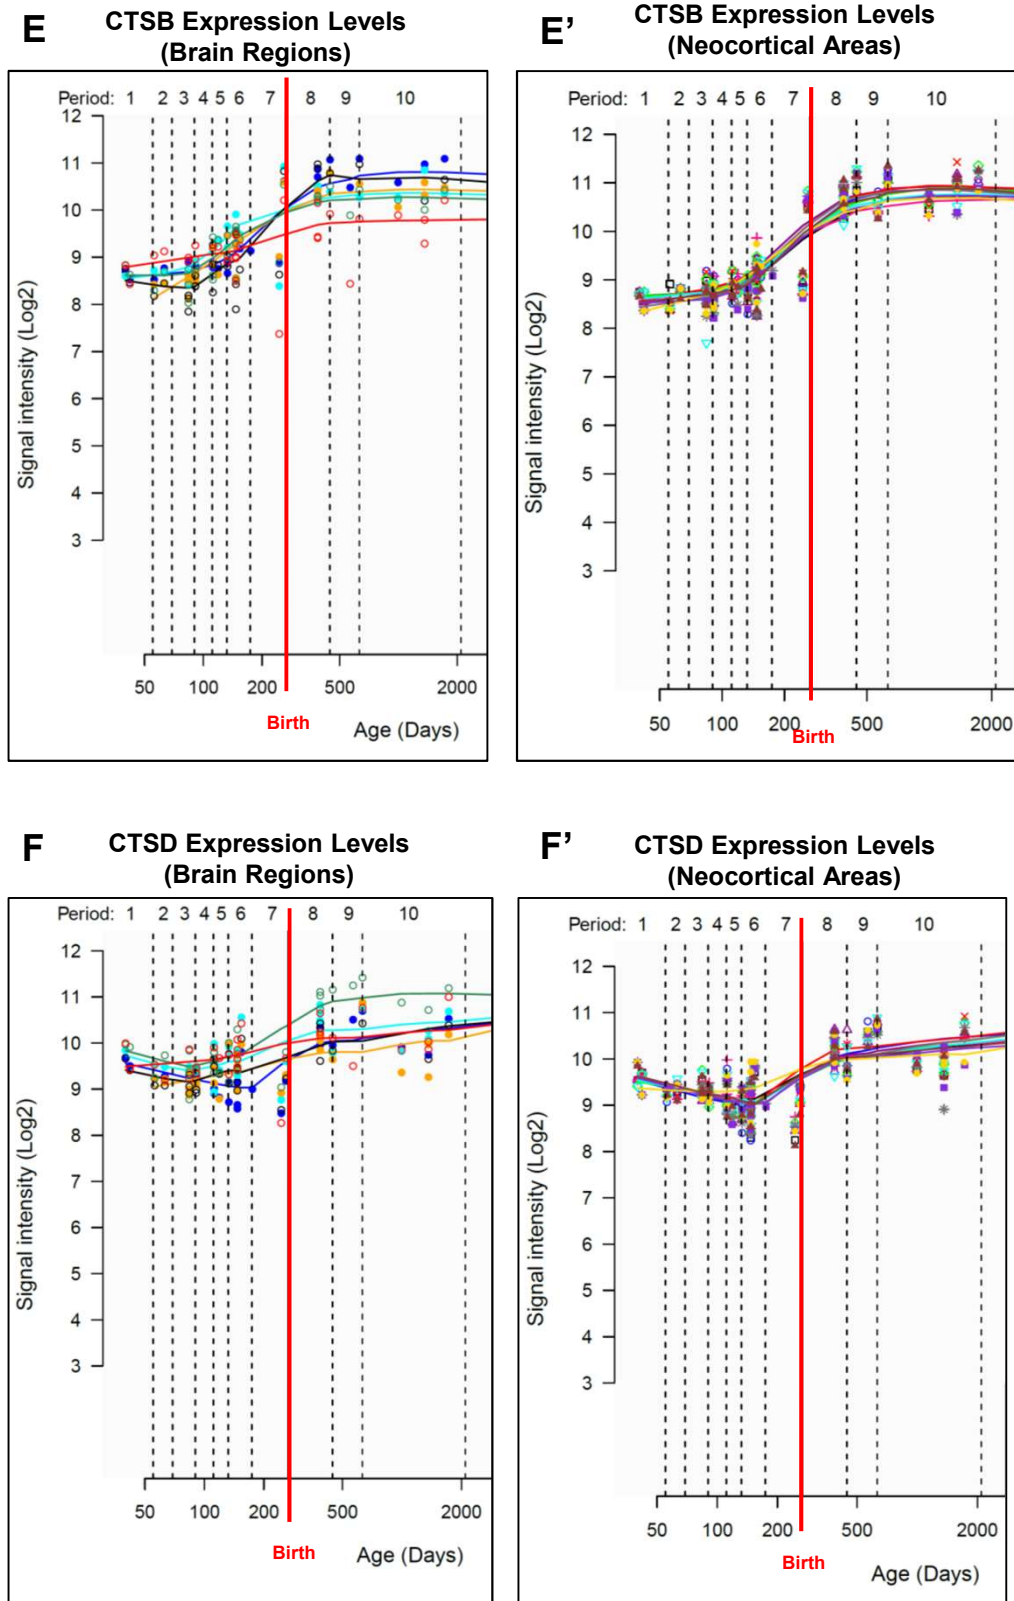 E
CTSB Expression Levels
(Brain Regions)
Period: 1 2 3 4 5 6 7 8 9 10
12
11
10
9
8
7
6
5
4
3
Signal intensity (Log2)
50 100 200 500 2000
Birth
Age (Days)
E’
CTSB Expression Levels
(Neocortical Areas)
Period: 1 2 3 4 5 6 7 8 9 10
12
11
10
9
8
7
6
5
4
3
Signal intensity (Log2)
50 100 200 500 2000
Birth
F
CTSD Expression Levels
(Brain Regions)
Period: 1 2 3 4 5 6 7 8 9 10
12
11
10
9
8
7
6
5
4
3
Signal intensity (Log2)
50 100 200 500 2000
Birth
Age (Days)
F’
CTSD Expression Levels
(Neocortical Areas)
Period: 1 2 3 4 5 6 7 8 9 10
12
11
10
9
8
7
6
5
4
3
Signal intensity (Log2)
50 100 200 500 2000
Birth
Age (Days)